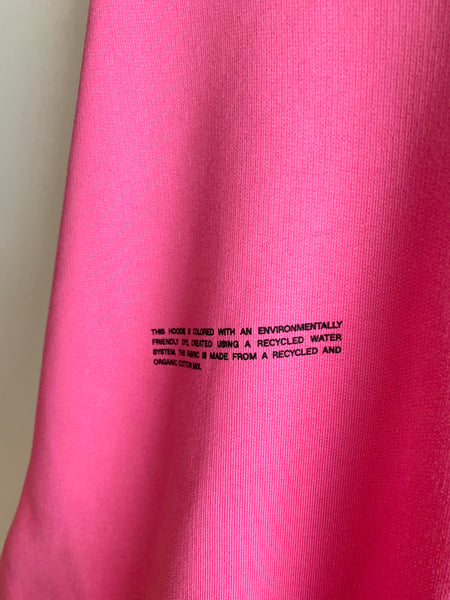 THIS HOODIE IS COLORED WITH AN ENVIRONMENTALLY
FRIENDLY DYE, CREATED USING A RECYCLED WATER
SYSTEM. THE FABRIC IS MADE FROM A RECYCLED AND
ORGANIC COTTON MIX.